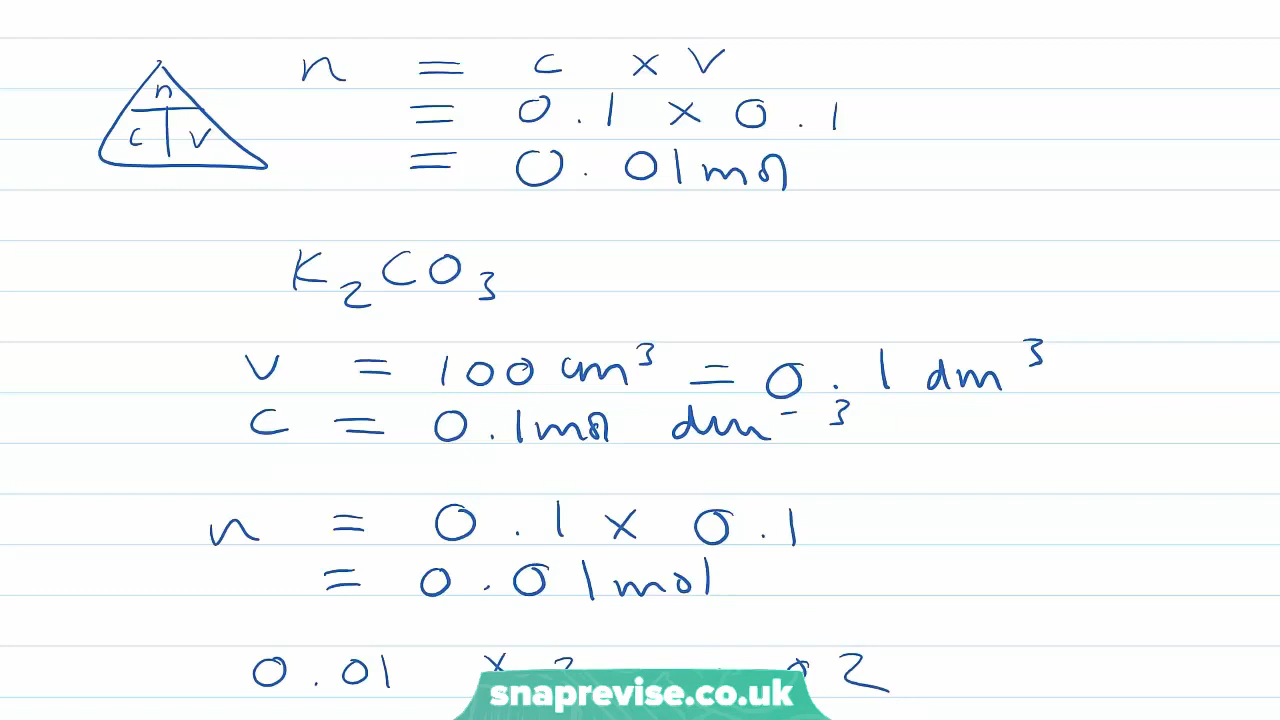 n = c × V
n
= 0.1 × 0.1
c V
= 0.01mol
K₂CO₃
V = 100 cm³ = 0.1 dm³
c = 0.1mol dm⁻³
n = 0.1 × 0.1
= 0.01mol
0.01 × 2
snaprevise.co.uk